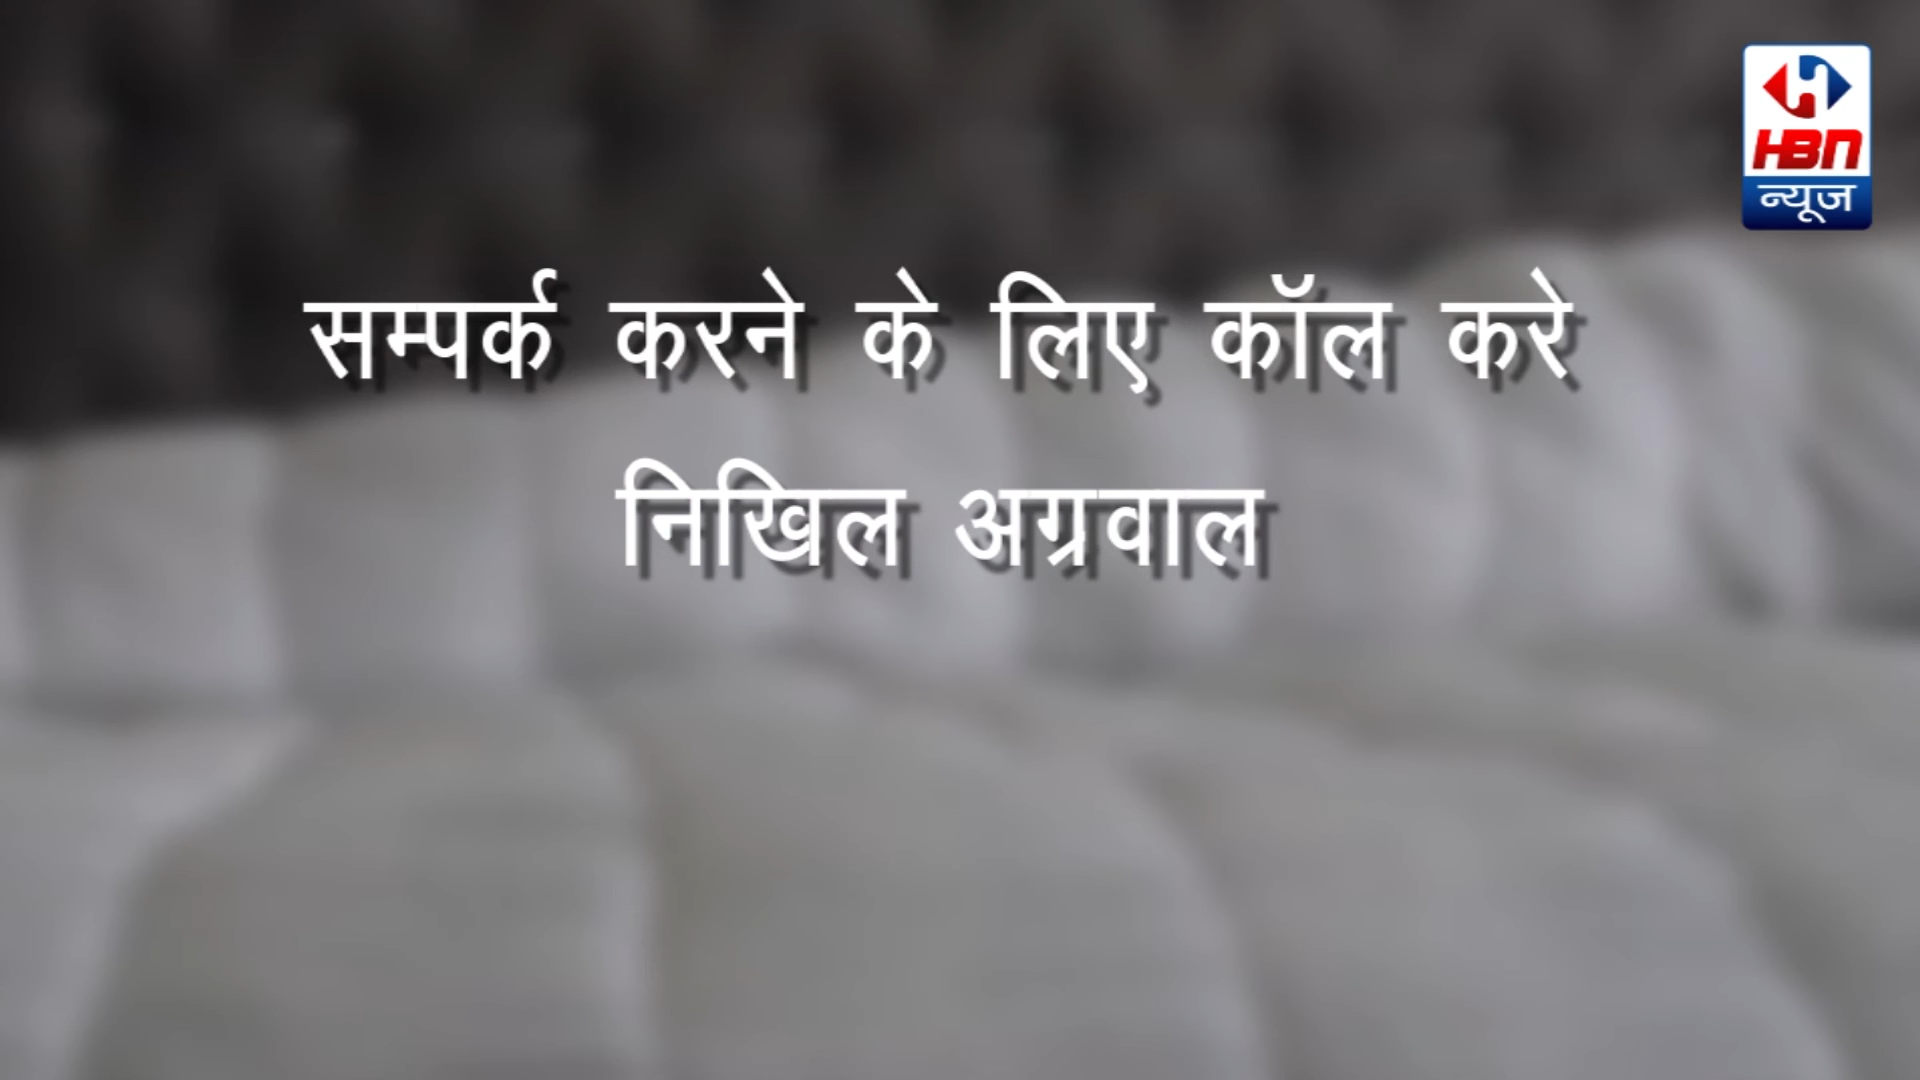 HBN
न्यूज
सम्पर्क करने के लिए कॉल करे
निखिल अग्रवाल